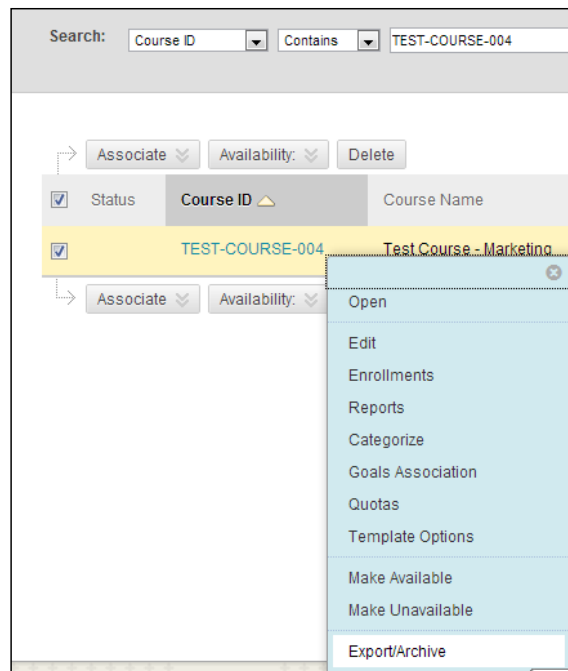 Search: Course ID Contains TEST-COURSE-004
Associate Availability: Delete
Status Course ID Course Name
TEST-COURSE-004 Test Course - Marketing
Associate Availability:
Open
Edit
Enrollments
Reports
Categorize
Goals Association
Quotas
Template Options
Make Available
Make Unavailable
Export/Archive